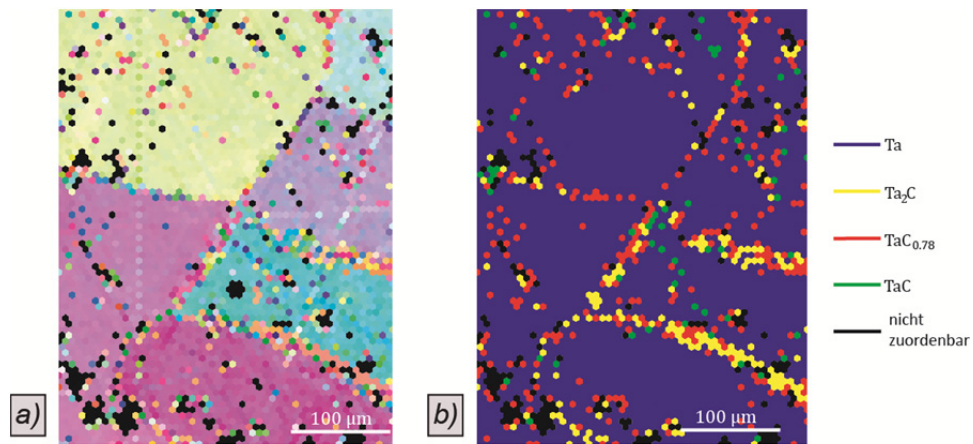 Ta
Ta₂C
TaC₀.₇₈
TaC
nicht
zuordenbar
a)
100 µm
b)
100 µm